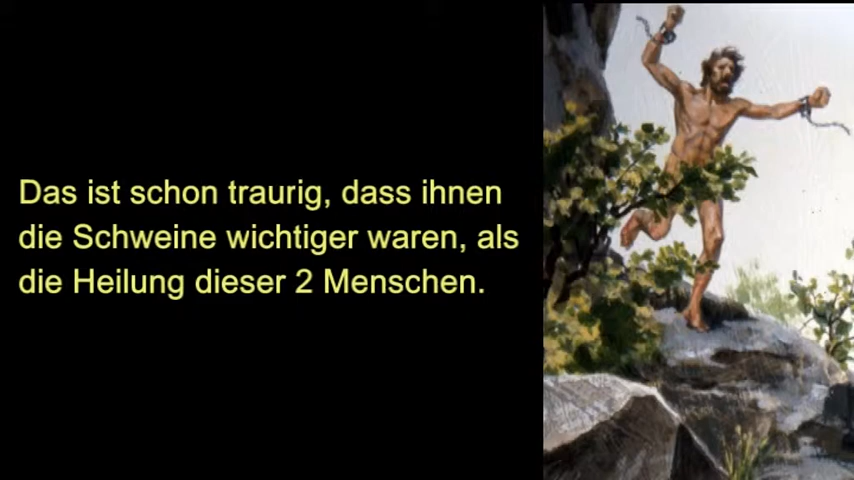 Das ist schon traurig, dass ihnen
die Schweine wichtiger waren, als
die Heilung dieser 2 Menschen.